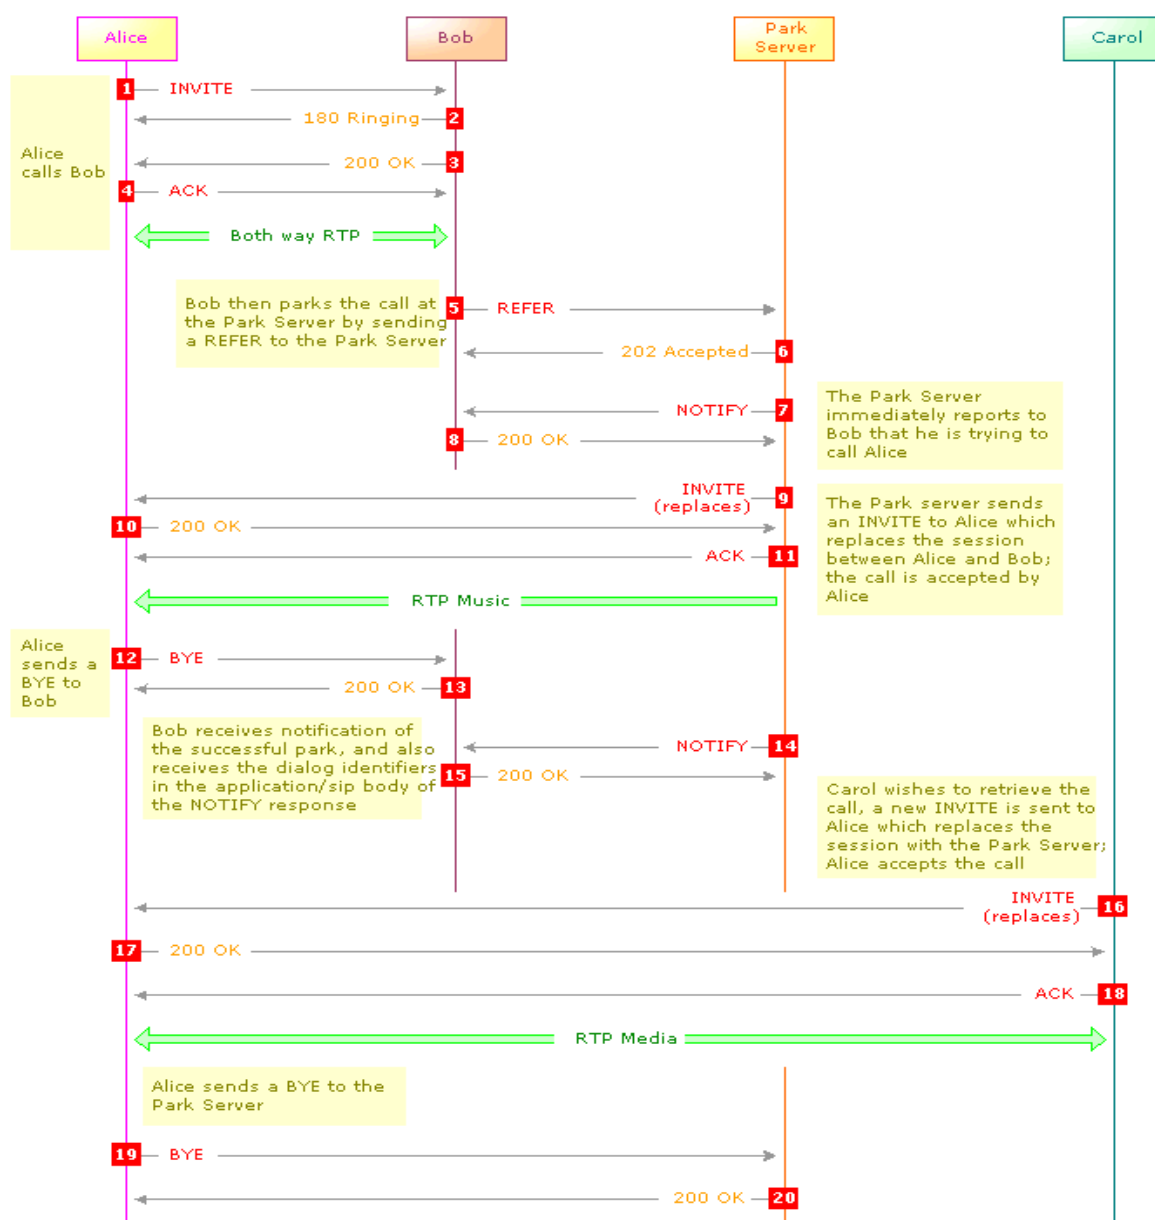 Alice
Bob
Park
Server
Carol
1 INVITE
180 Ringing 2
Alice
calls Bob
200 OK 3
4 ACK
Both way RTP
Bob then parks the call at
the Park Server by sending
a REFER to the Park Server
5 REFER
202 Accepted 6
NOTIFY 7
8 200 OK
The Park Server
immediately reports to
Bob that he is trying to
call Alice
INVITE
(replaces) 9
10 200 OK
ACK 11
The Park server sends
an INVITE to Alice which
replaces the session
between Alice and Bob;
the call is accepted by
Alice
RTP Music
Alice
sends a
BYE to
Bob
12 BYE
200 OK 13
Bob receives notification of
the successful park, and also
receives the dialog identifiers
in the application/sip body of
the NOTIFY response
NOTIFY 14
15 200 OK
Carol wishes to retrieve the
call, a new INVITE is sent to
Alice which replaces the
session with the Park Server;
Alice accepts the call
INVITE
(replaces) 16
17 200 OK
ACK 18
RTP Media
Alice sends a BYE to the
Park Server
19 BYE
200 OK 20